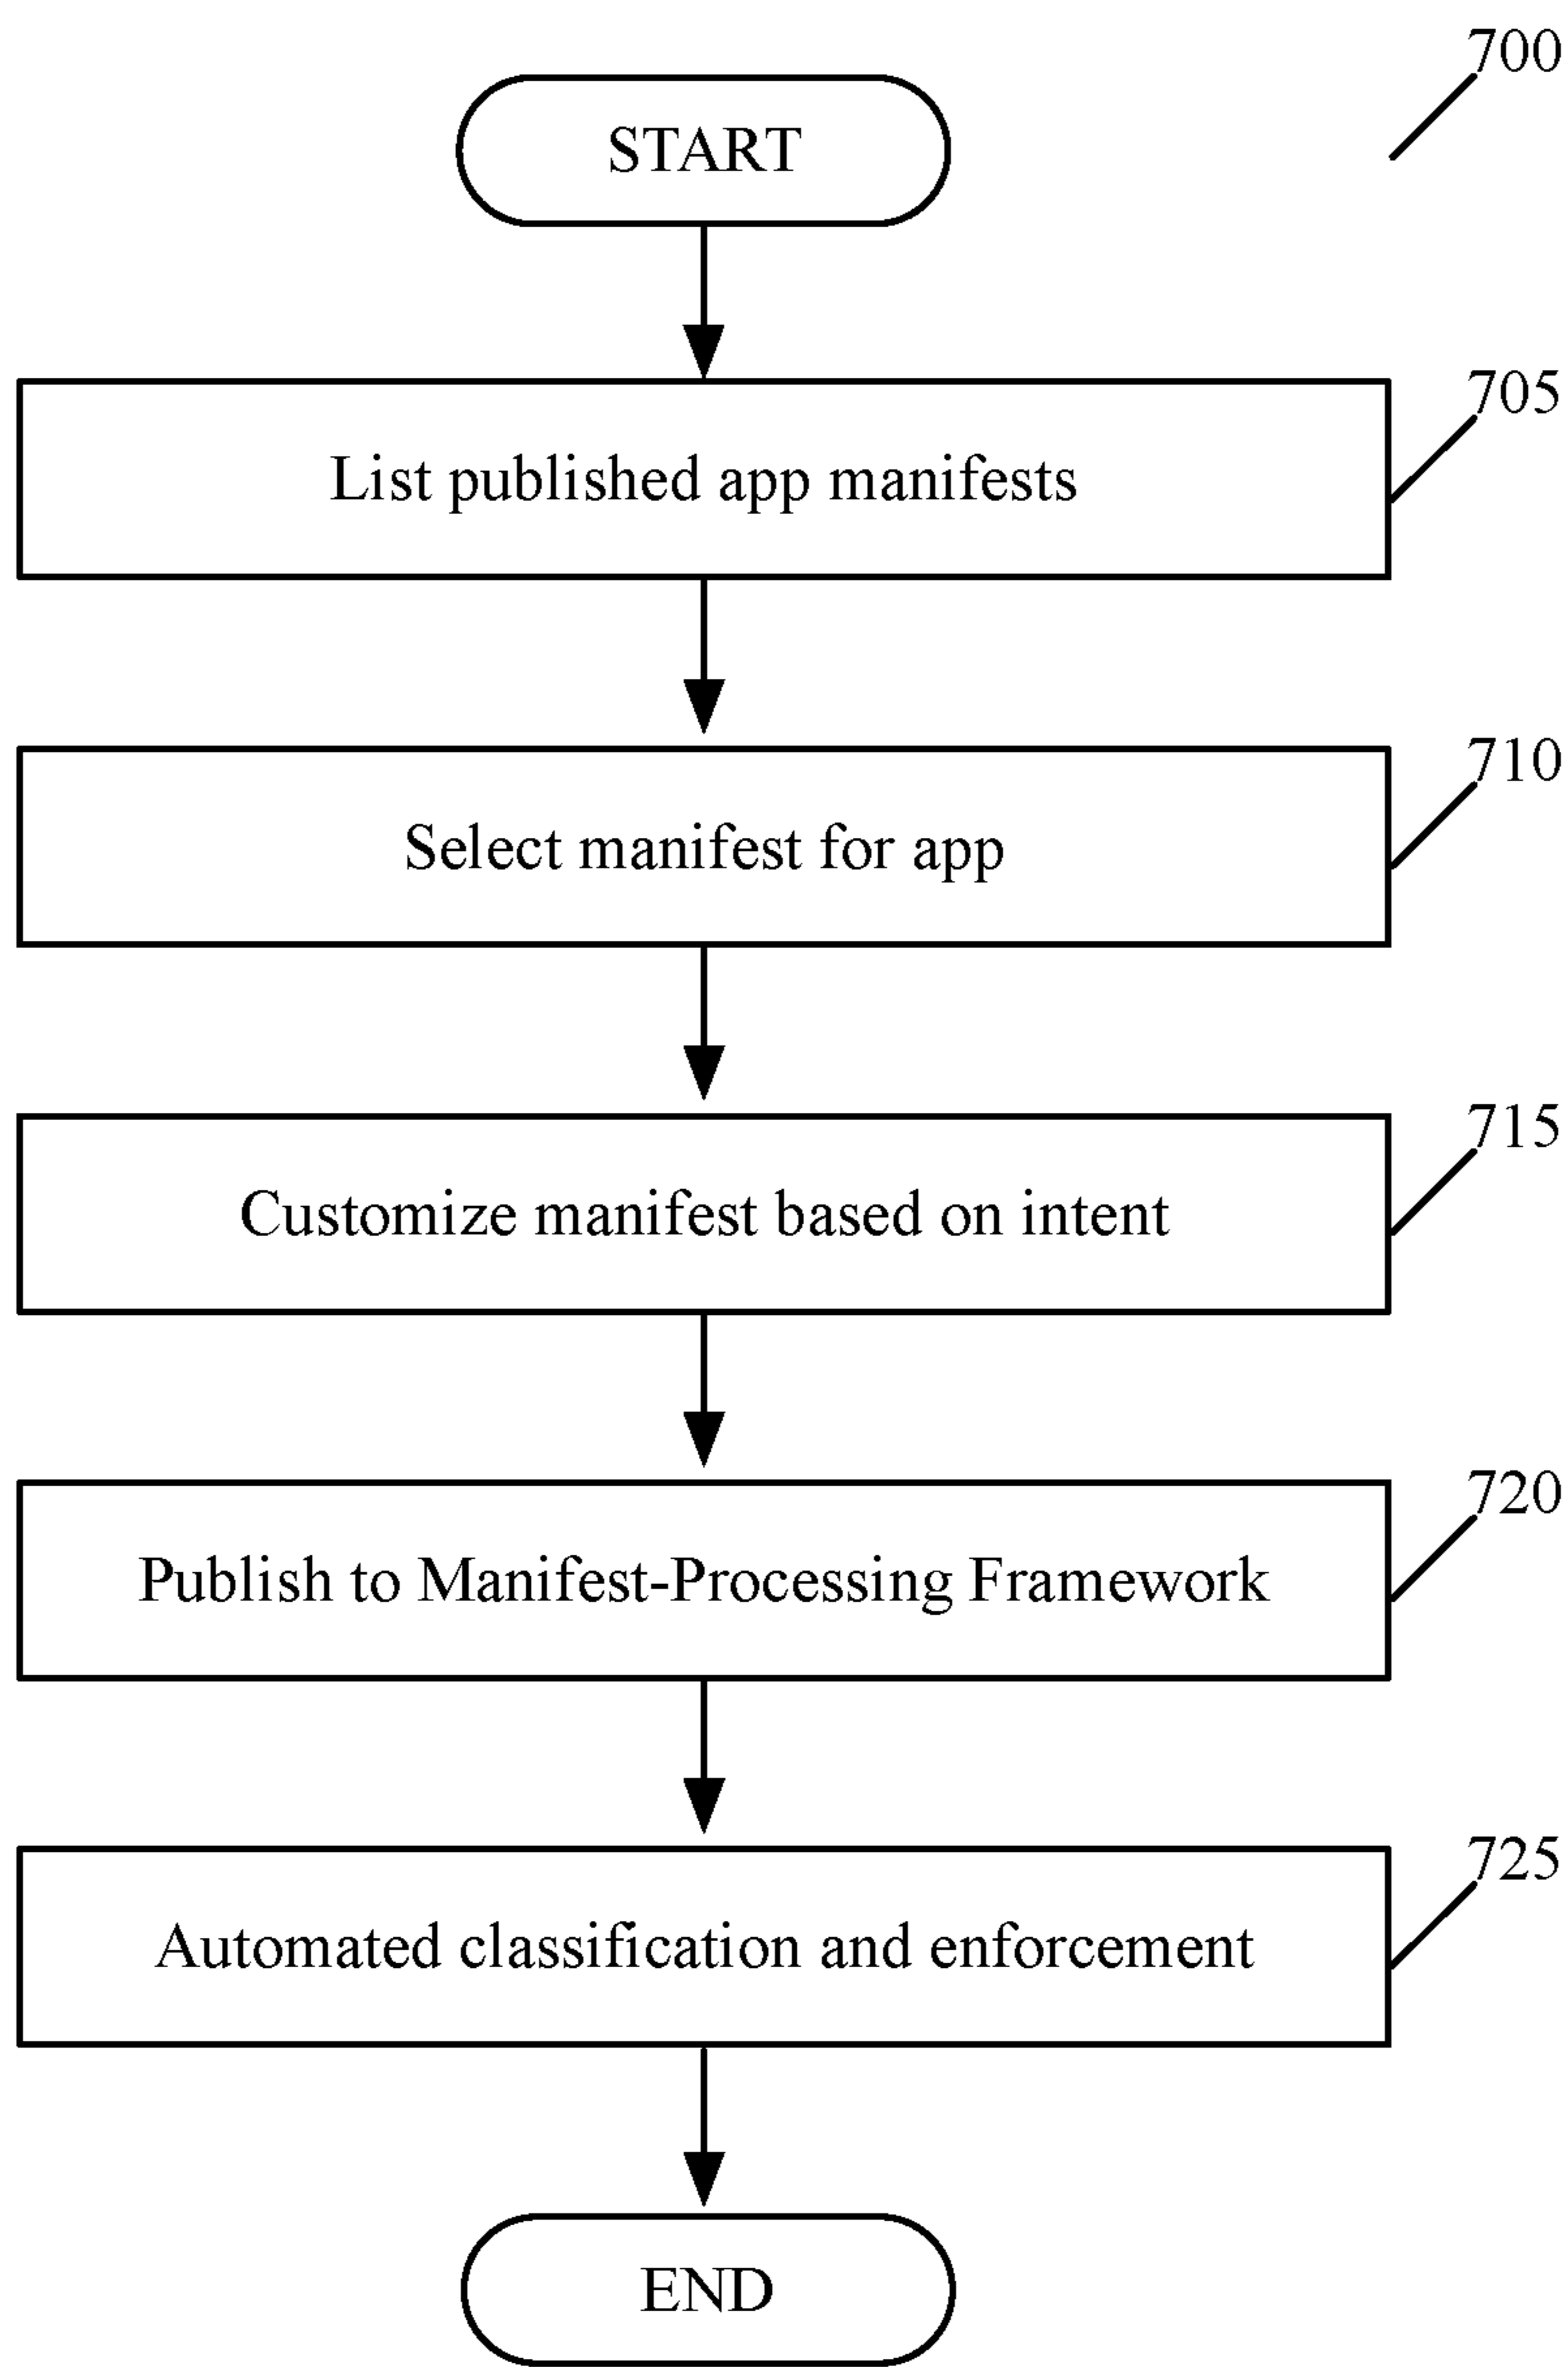 700
START
705
List published app manifests
710
Select manifest for app
715
Customize manifest based on intent
720
Publish to Manifest-Processing Framework
725
Automated classification and enforcement
END